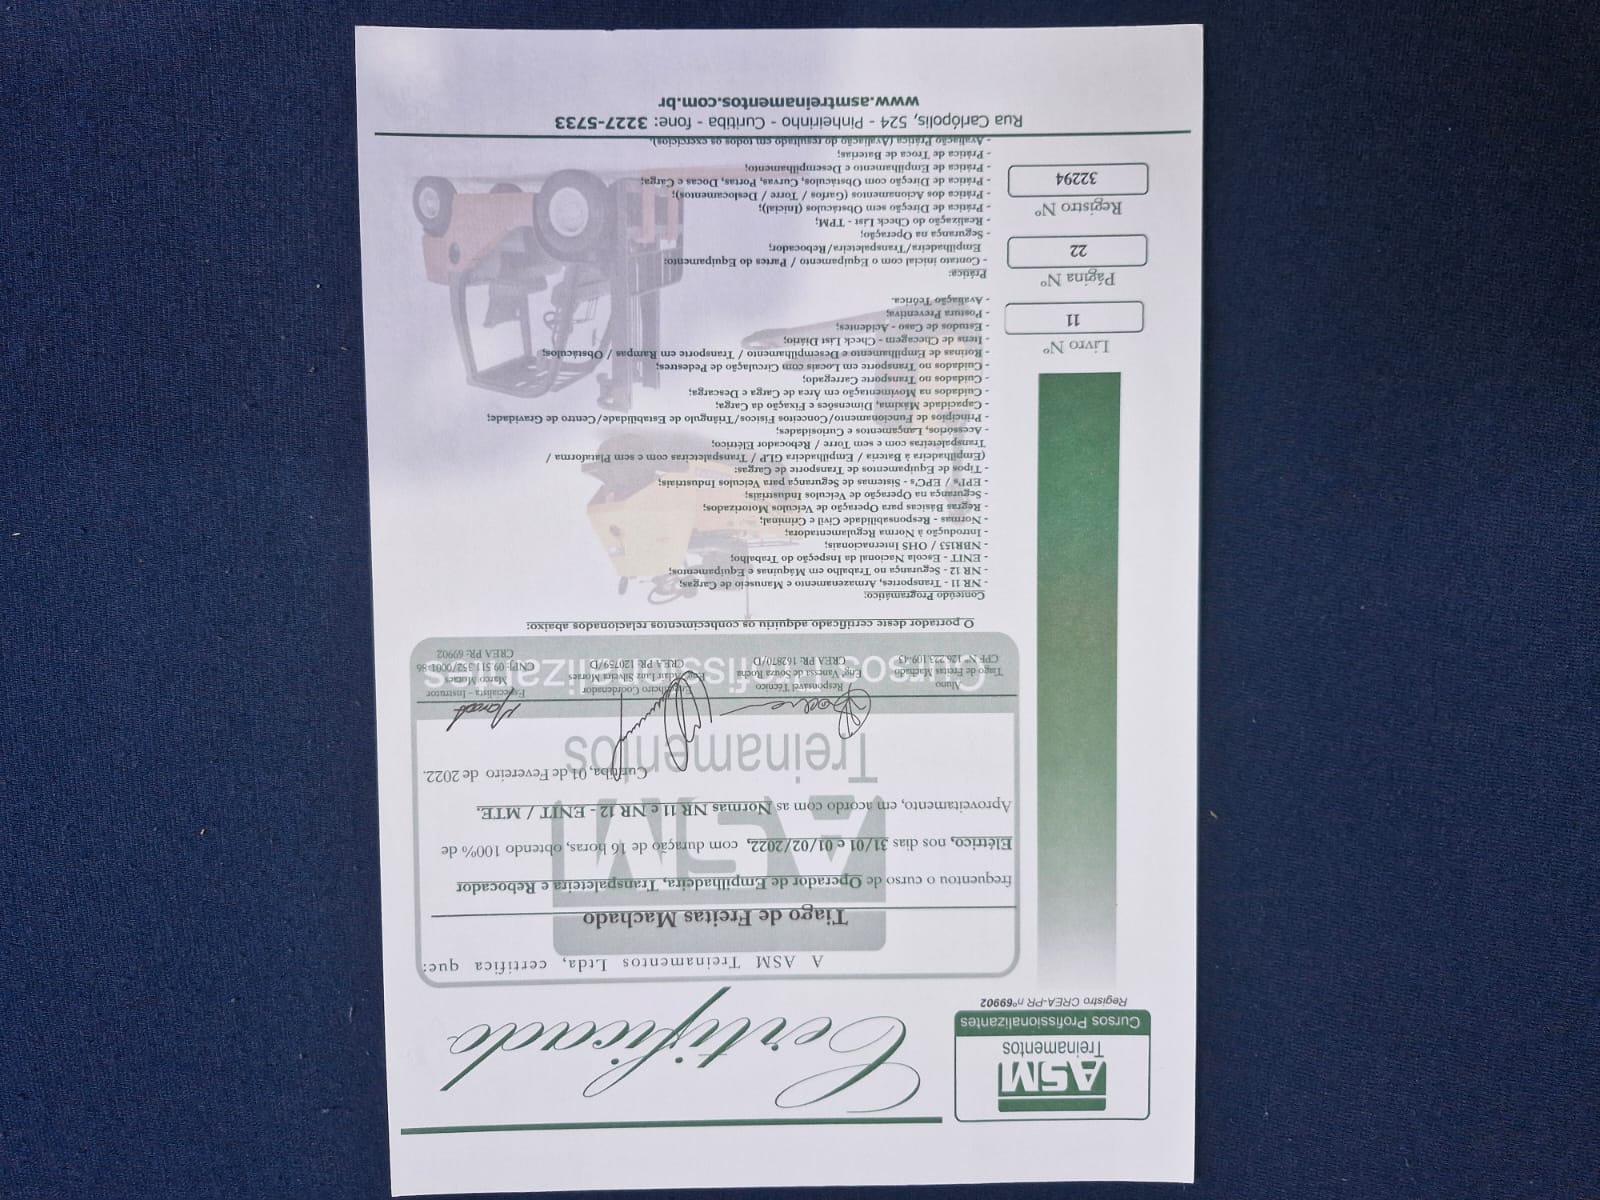 ASM
Treinamentos
Cursos Profissionalizantes
Registro CREA-PR nº69902
Certificado
A ASM Treinamentos Ltda, certifica que:
Tiago de Freitas Machado
frequentou o curso de Operador de Empilhadeira, Transpaleteira e Rebocador
Elétrico, nos dias 31/01 e 01/02/2022, com duração de 16 horas, obtendo 100% de
Aproveitamento, em acordo com as Normas NR 11 e NR 12 - ENIT / MTE.
Curitiba, 01 de Fevereiro de 2022.
ASM
Treinamentos
Cursos Profissionalizantes
Aluno
Tiago de Freitas Machado
CPF Nº 126.223.109-43
Responsável Técnico
Engª Vanessa de Souza Rocha
CREA PR: 162870/D
Engenheiro Coordenador
Engº Adair Luiz Silveira Moraes
CREA PR: 120759/D
Especialista - Instrutor
Marco Moraes
CNPJ: 09.511.352/0001-86
CREA PR: 69902
O portador deste certificado adquiriu os conhecimentos relacionados abaixo:
Conteúdo Programático:
- NR 11 - Transportes, Armazenamento e Manuseio de Cargas;
- NR 12 - Segurança no Trabalho em Máquinas e Equipamentos;
- ENIT - Escola Nacional da Inspeção do Trabalho;
- NBR153 / OHS Internacionais;
- Introdução à Norma Regulamentadora;
- Normas - Responsabilidade Civil e Criminal;
- Regras Básicas para Operação de Veículos Motorizados;
- Segurança na Operação de Veículos Industriais;
- EPI's / EPC's - Sistemas de Segurança para Veículos Industriais;
- Tipos de Equipamentos de Transporte de Cargas:
(Empilhadeira à Bateria / Empilhadeira GLP / Transpaleteiras com e sem Plataforma /
Transpaleteiras com e sem Torre / Rebocador Elétrico;
- Acessórios, Lançamentos e Curiosidades;
- Princípios de Funcionamento/Conceitos Físicos/Triângulo de Estabilidade/Centro de Gravidade;
- Capacidade Máxima, Dimensões e Fixação da Carga;
- Cuidados na Movimentação em Área de Carga e Descarga;
- Cuidados no Transporte Carregado;
- Cuidados no Transporte em Locais com Circulação de Pedestres;
- Rotinas de Empilhamento e Desempilhamento / Transporte em Rampas / Obstáculos;
- Itens de Checagem - Check List Diário;
- Estudos de Caso - Acidentes;
- Postura Preventiva;
- Avaliação Teórica.
Prática:
- Contato inicial com o Equipamento / Partes do Equipamento:
Empilhadeira/Transpaleteira/Rebocador;
- Segurança na Operação;
- Realização do Check List - TPM;
- Prática de Direção sem Obstáculos (Inicial);
- Prática dos Acionamentos (Garfos / Torre / Deslocamentos);
- Prática de Direção com Obstáculos, Curvas, Portas, Docas e Carga;
- Prática de Empilhamento e Desempilhamento;
- Prática de Troca de Baterias;
- Avaliação Prática (Avaliação do resultado em todos os exercícios).
Livro Nº
11
Página Nº
22
Registro Nº
32294
Rua Carlópolis, 524 - Pinheirinho - Curitiba - fone: 3227-5733
www.asmtreinamentos.com.br